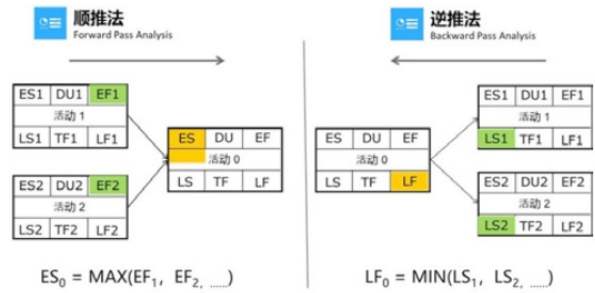 顺推法
Forward Pass Analysis
ES1 DU1 EF1
活动 1
LS1 TF1 LF1
ES2 DU2 EF2
活动 2
LS2 TF2 LF2
ES DU EF
活动 0
LS TF LF
ES₀ = MAX(EF₁, EF₂, ......)
逆推法
Backward Pass Analysis
ES DU EF
活动 0
LS TF LF
ES1 DU1 EF1
活动 1
LS1 TF1 LF1
ES2 DU2 EF2
活动 2
LS2 TF2 LF2
LF₀ = MIN(LS₁, LS₂, ......)